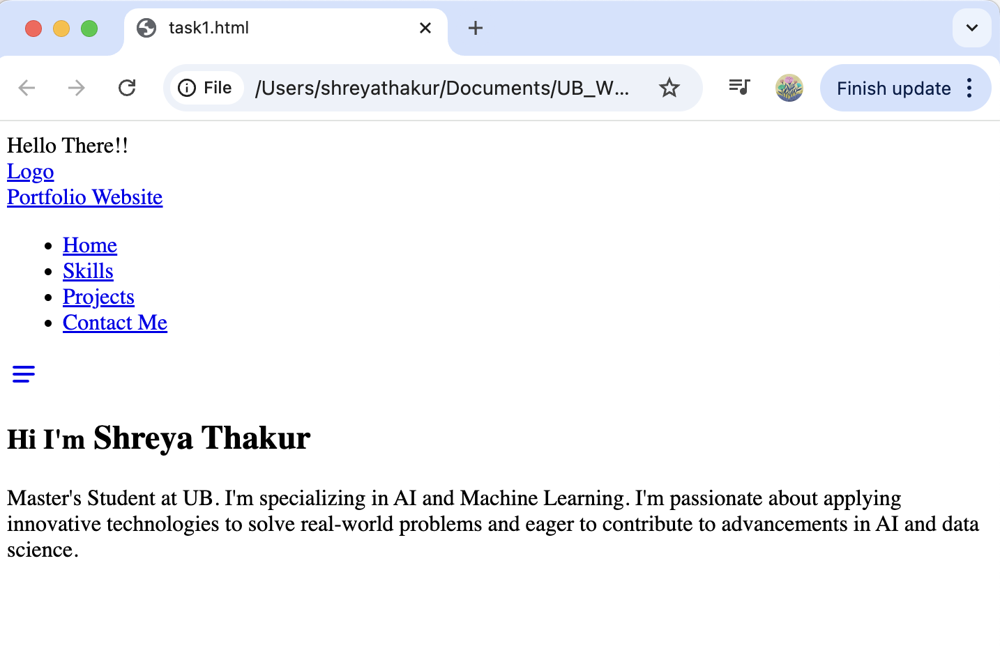 task1.html
File /Users/shreyathakur/Documents/UB_W... Finish update
Hello There!!
Logo
Portfolio Website
Home
Skills
Projects
Contact Me
Hi I'm Shreya Thakur
Master's Student at UB. I'm specializing in AI and Machine Learning. I'm passionate about applying
innovative technologies to solve real-world problems and eager to contribute to advancements in AI and data
science.